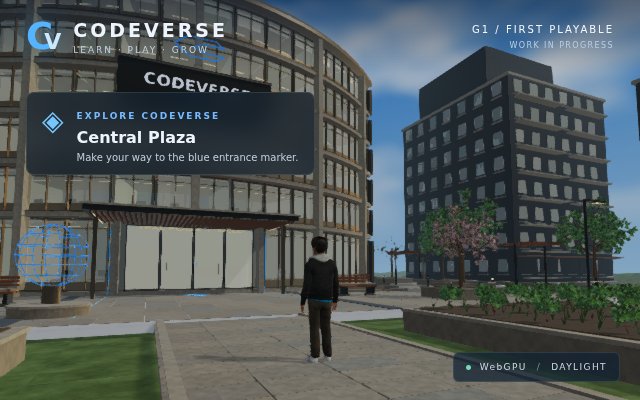 CV CODEVERSE
LEARN · PLAY · GROW
G1 / FIRST PLAYABLE
WORK IN PROGRESS
CODEVERSE
EXPLORE CODEVERSE
Central Plaza
Make your way to the blue entrance marker.
WebGPU / DAYLIGHT